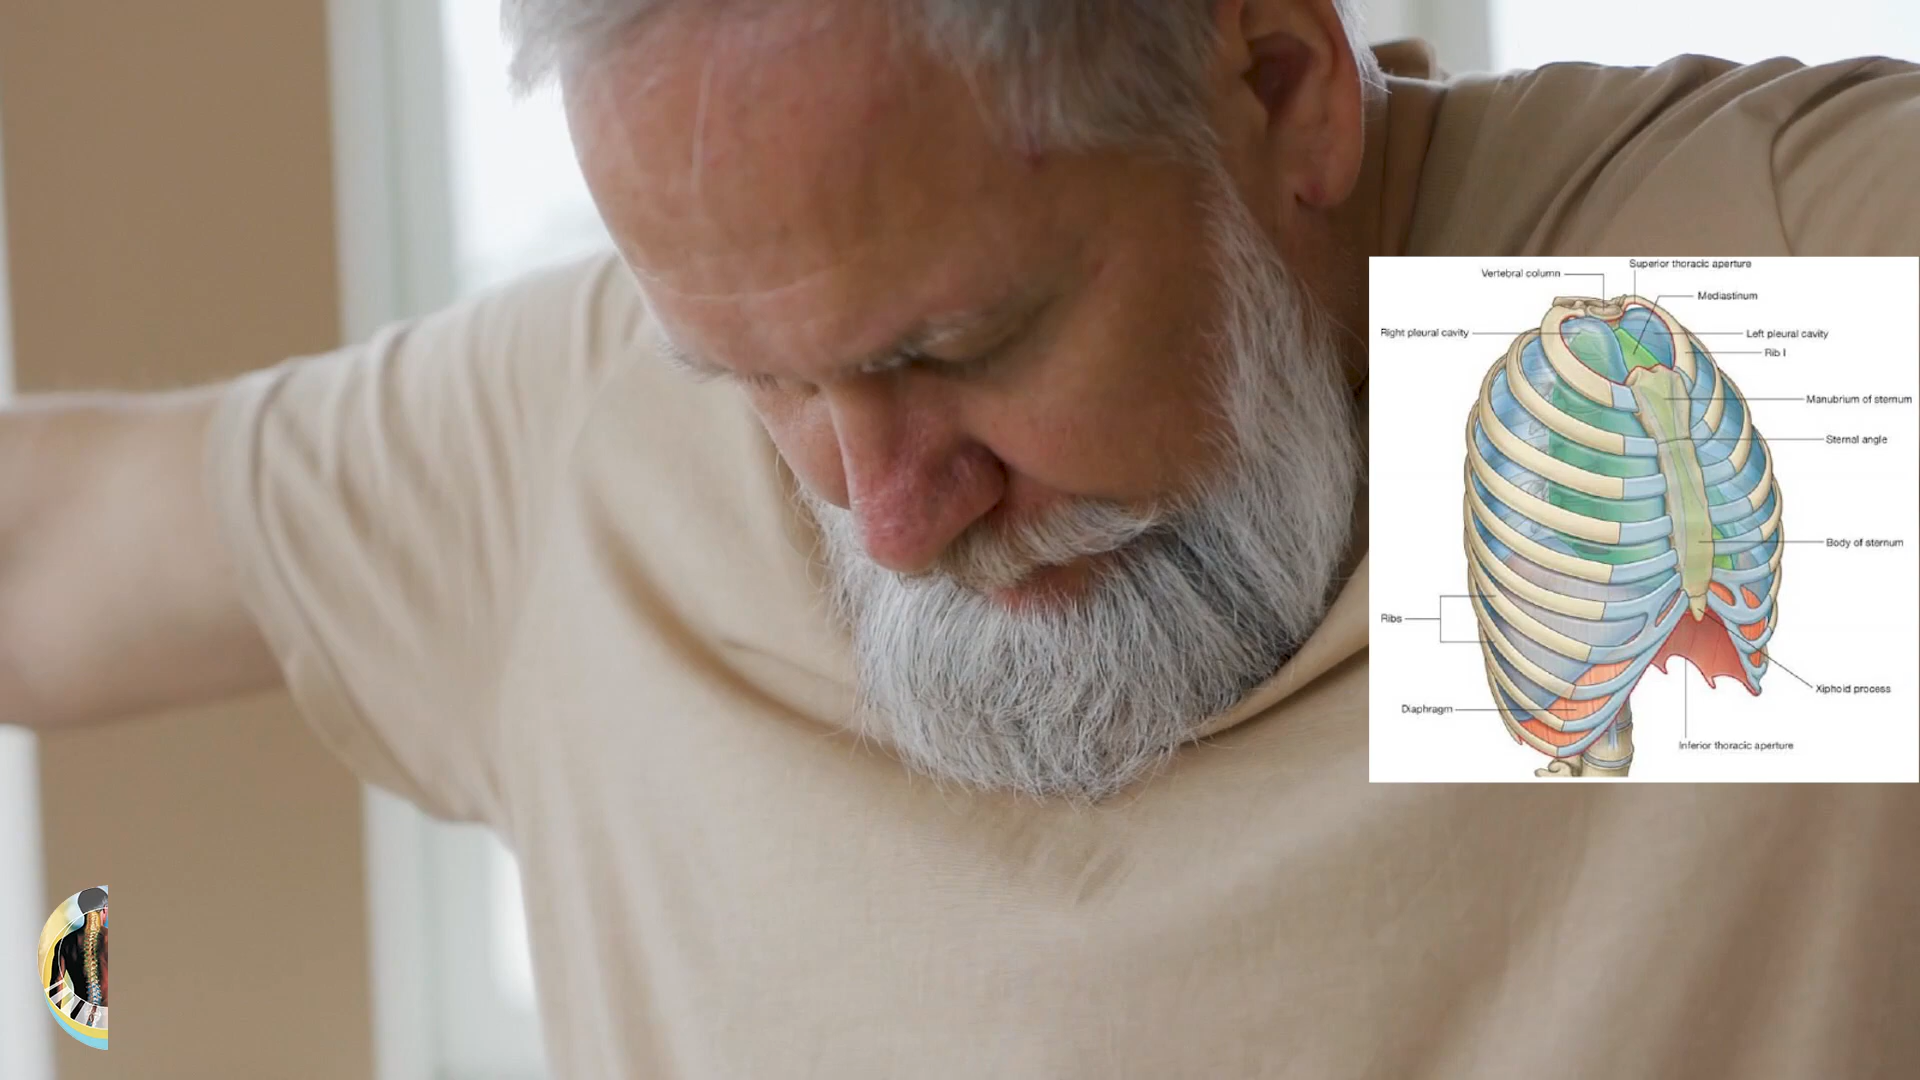 Superior thoracic aperture
Vertebral column
Mediastinum
Right pleural cavity
Left pleural cavity
Rib I
Manubrium of sternum
Sternal angle
Body of sternum
Ribs
Xiphoid process
Diaphragm
Inferior thoracic aperture